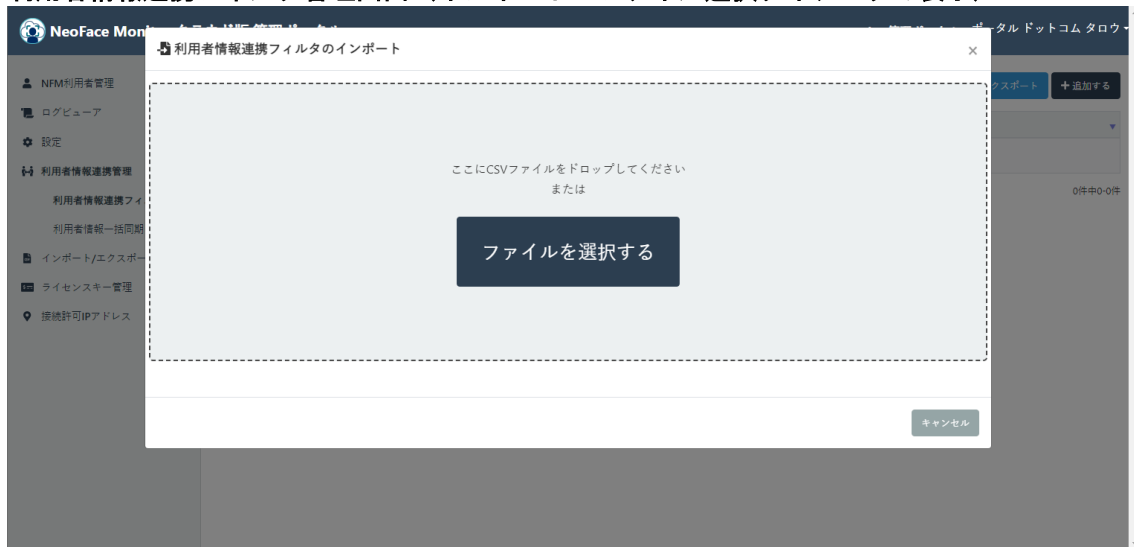 NeoFace Mon
タル ドットコム タロウ
利用者情報連携フィルタのインポート
×
NFM利用者管理
ログビューア
設定
利用者情報連携管理
利用者情報連携フィ
利用者情報一括同期
インポート/エクスポー
ライセンスキー管理
接続許可IPアドレス
クスポート
+追加する
0件中0-0件
ここにCSVファイルをドロップしてください
または
ファイルを選択する
キャンセル